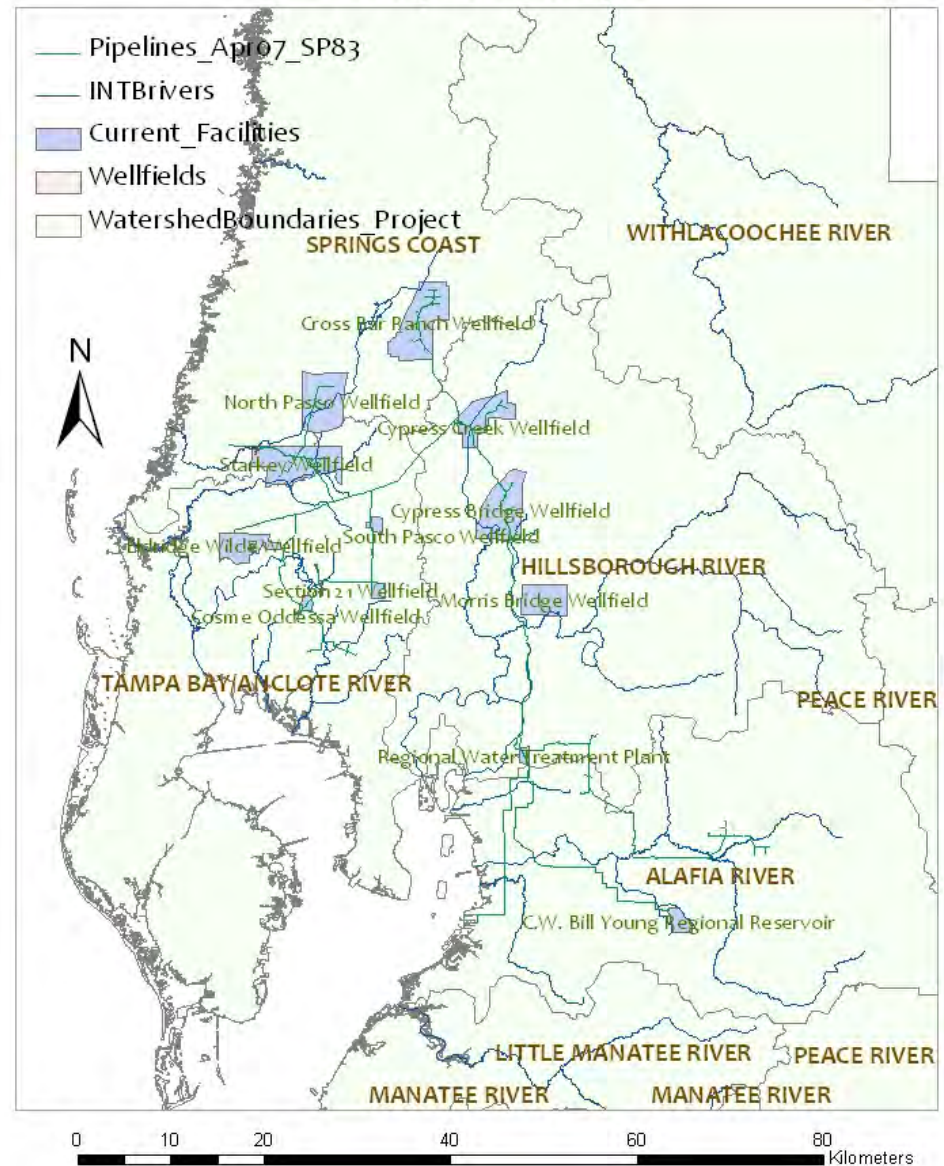 Pipelines_Apr07_SP83
INTBrivers
Current_Facilities
Wellfields
WatershedBoundaries_Project
SPRINGS COAST
WITHLACOOCHEE RIVER
Cross Bar Ranch Wellfield
N
North Pasco Wellfield
Cypress Creek Wellfield
Starkey Wellfield
Cypress Bridge Wellfield
South Pasco Wellfield
Eldridge Wilde Wellfield
HILLSBOROUGH RIVER
Section 21 Wellfield
Morris Bridge Wellfield
Cosme Oddessa Wellfield
TAMPA BAY/ANCLOTE RIVER
PEACE RIVER
Regional Water Treatment Plant
ALAFIA RIVER
C.W. Bill Young Regional Reservoir
LITTLE MANATEE RIVER
PEACE RIVER
MANATEE RIVER
MANATEE RIVER
0 10 20 40 60 80
Kilometers